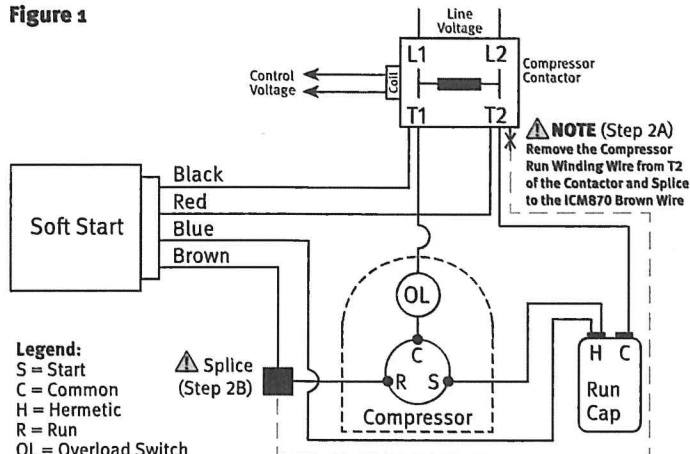 Figure 1
Line
Voltage
L1 L2
Compressor
Contactor
Control
Voltage
Coil
T1 T2
NOTE (Step 2A)
Remove the Compressor
Run Winding Wire from T2
of the Contactor and Splice
to the ICM870 Brown Wire
Soft Start
Black
Red
Blue
Brown
OL
C
R S
Compressor
H C
Run
Cap
Splice
(Step 2B)
Legend:
S = Start
C = Common
H = Hermetic
R = Run
OL = Overload Switch